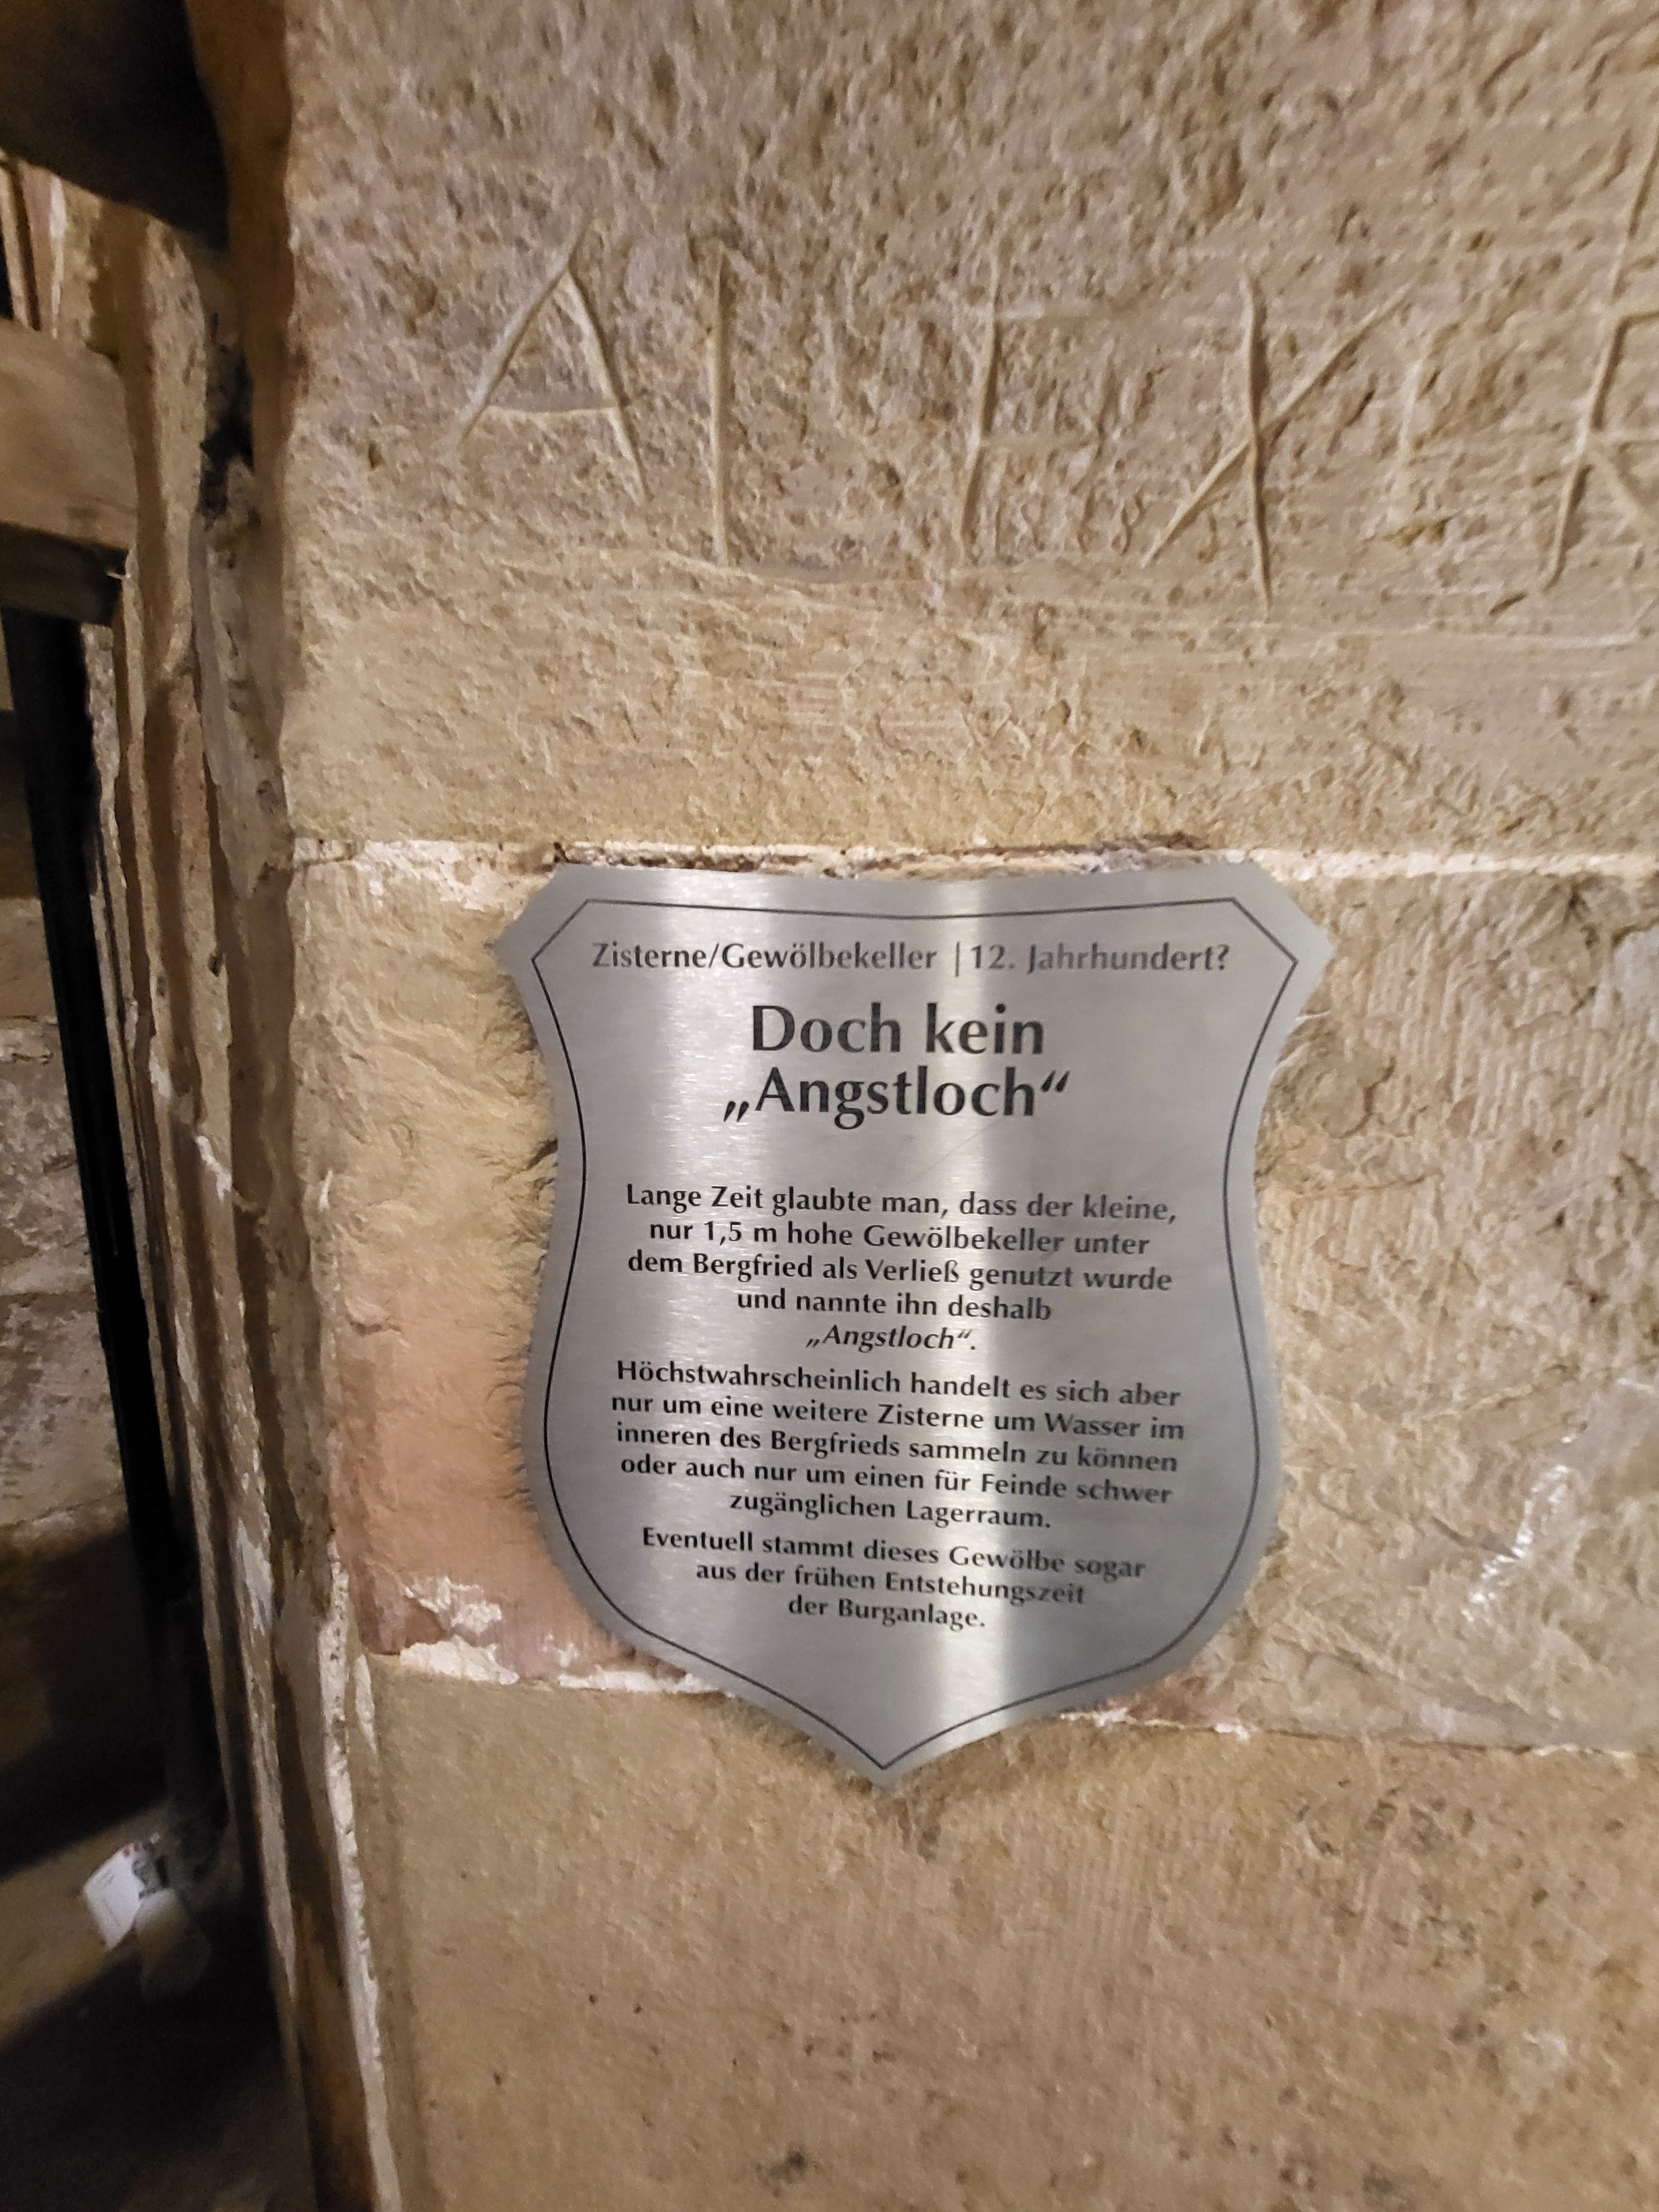 Zisterne/Gewölbekeller | 12. Jahrhundert?
Doch kein
„Angstloch“
Lange Zeit glaubte man, dass der kleine,
nur 1,5 m hohe Gewölbekeller unter
dem Bergfried als Verließ genutzt wurde
und nannte ihn deshalb
„Angstloch“.
Höchstwahrscheinlich handelt es sich aber
nur um eine weitere Zisterne um Wasser im
inneren des Bergfrieds sammeln zu können
oder auch nur um einen für Feinde schwer
zugänglichen Lagerraum.
Eventuell stammt dieses Gewölbe sogar
aus der frühen Entstehungszeit
der Burganlage.